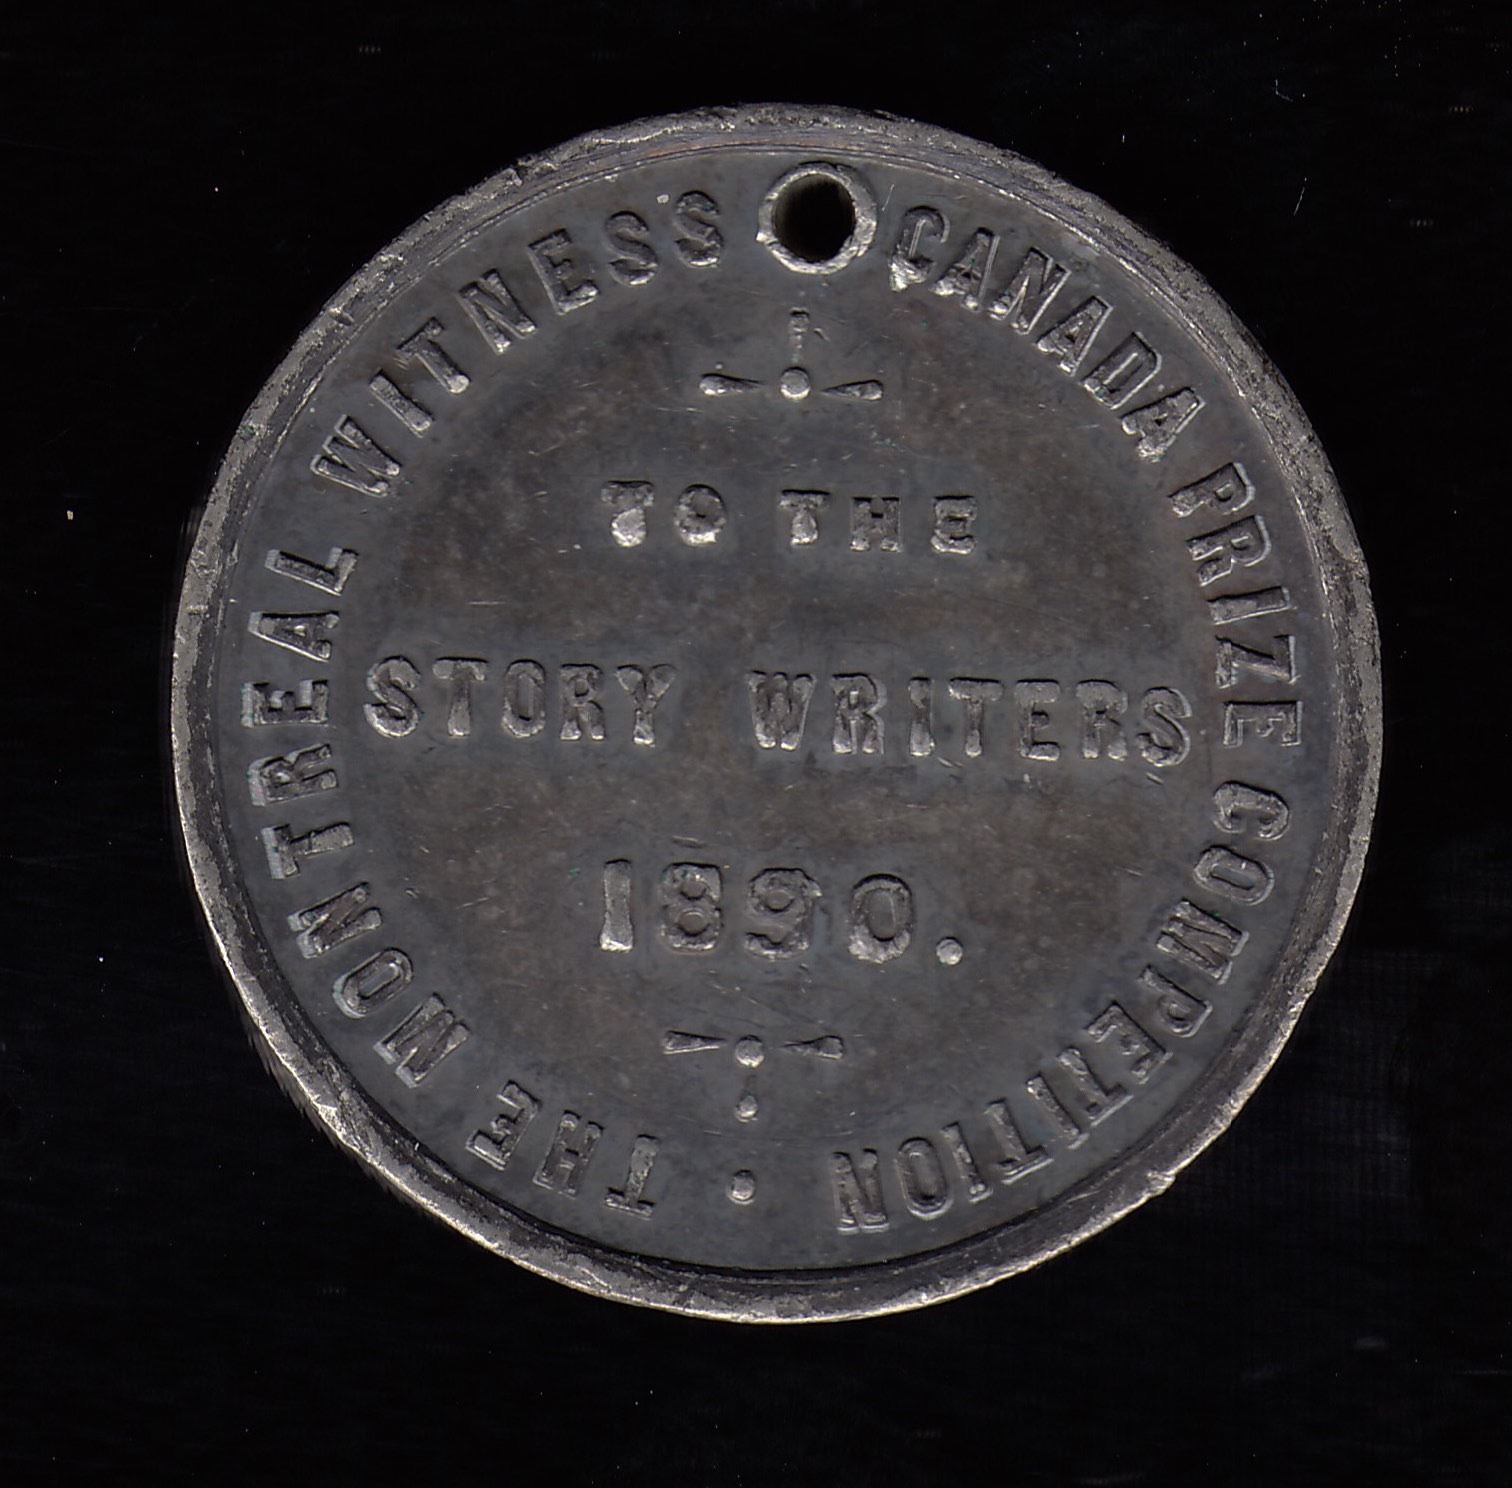 THE MONTREAL WITNESS CANADA PRIZE COMPETITION
TO THE
STORY WRITERS
1890.